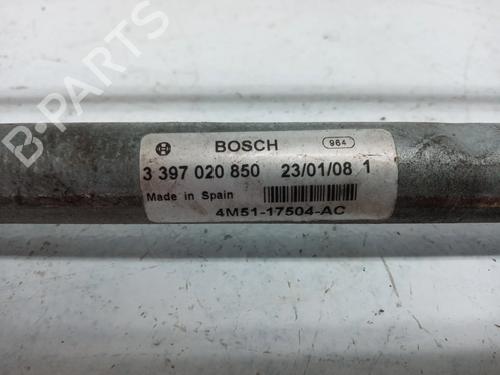 BOSCH 964
3 397 020 850 23/01/08 1
Made in Spain
4M51-17504-AC
B-PARTS